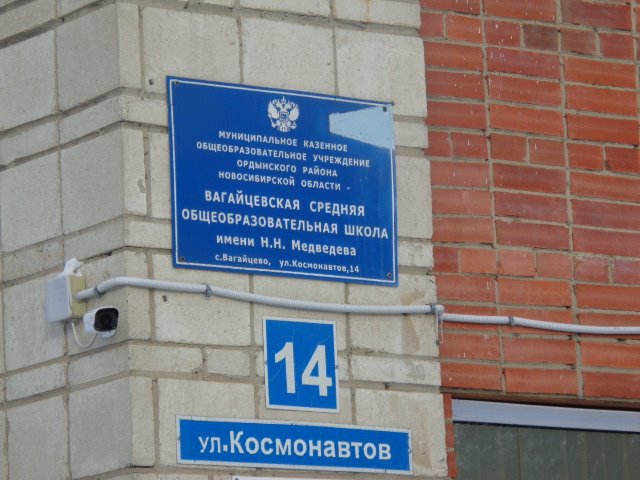 МУНИЦИПАЛЬНОЕ КАЗЕННОЕ
ОБЩЕОБРАЗОВАТЕЛЬНОЕ УЧРЕЖДЕНИЕ
ОРДЫНСКОГО РАЙОНА
НОВОСИБИРСКОЙ ОБЛАСТИ -
ВАГАЙЦЕВСКАЯ СРЕДНЯЯ
ОБЩЕОБРАЗОВАТЕЛЬНАЯ ШКОЛА
имени Н.Н. Медведева
с.Вагайцево, ул.Космонавтов,14
14
ул.Космонавтов